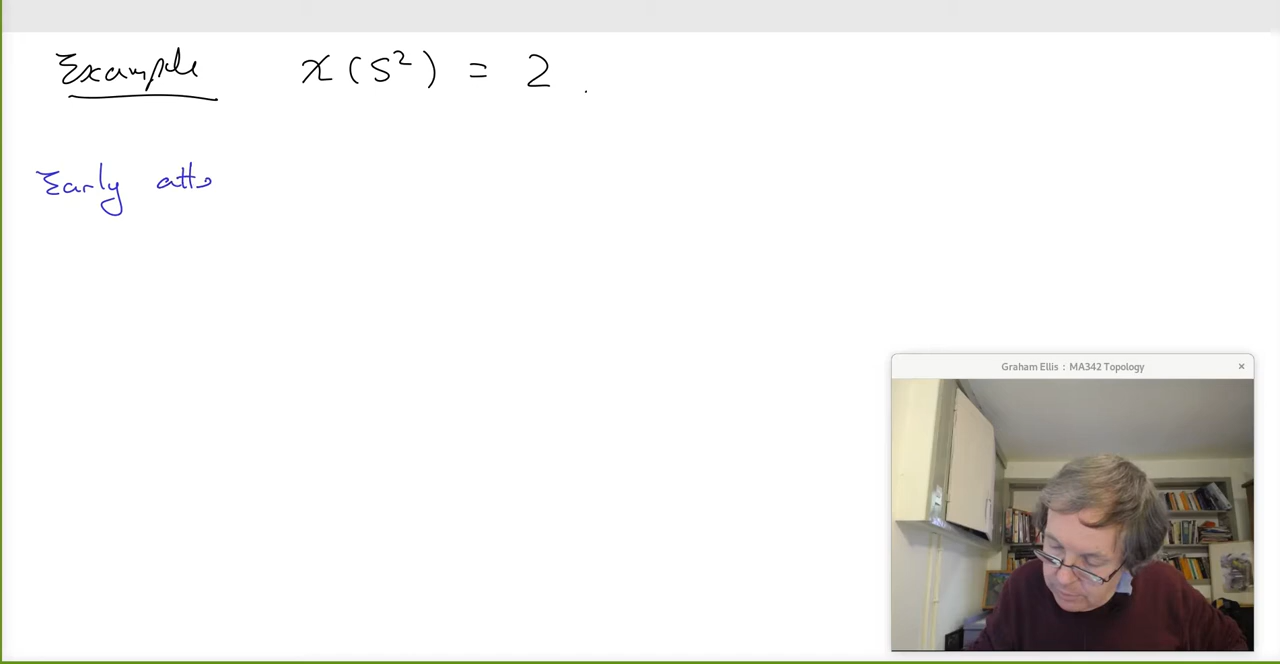 Example χ(S²) = 2.
Early atte
Graham Ellis : MA342 Topology ×